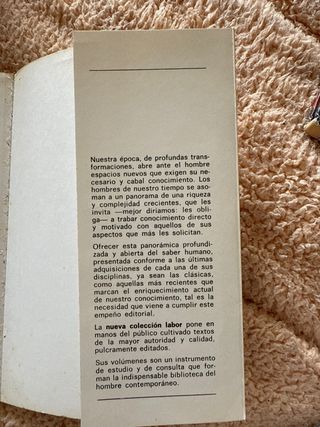 Nuestra época, de profundas trans-
formaciones, abre ante el hombre
espacios nuevos que exigen su ne-
cesario y cabal conocimiento. Los
hombres de nuestro tiempo se aso-
man a un panorama de una riqueza
y complejidad crecientes, que les
invita —mejor diríamos: les obli-
ga— a trabar conocimiento directo
y motivado con aquellos de sus
aspectos que más les solicitan.
Ofrecer esta panorámica profundi-
zada y abierta del saber humano,
presentada conforme a las últimas
adquisiciones de cada una de sus
disciplinas, ya sean las clásicas,
como aquellas más recientes que
marcan el enriquecimiento actual
de nuestro conocimiento, tal es la
necesidad que viene a cumplir este
empeño editorial.
La nueva colección labor pone en
manos del público cultivado textos
de la mayor autoridad y calidad,
pulcramente editados.
Sus volúmenes son un instrumento
de estudio y de consulta que for-
man la indispensable biblioteca del
hombre contemporáneo.